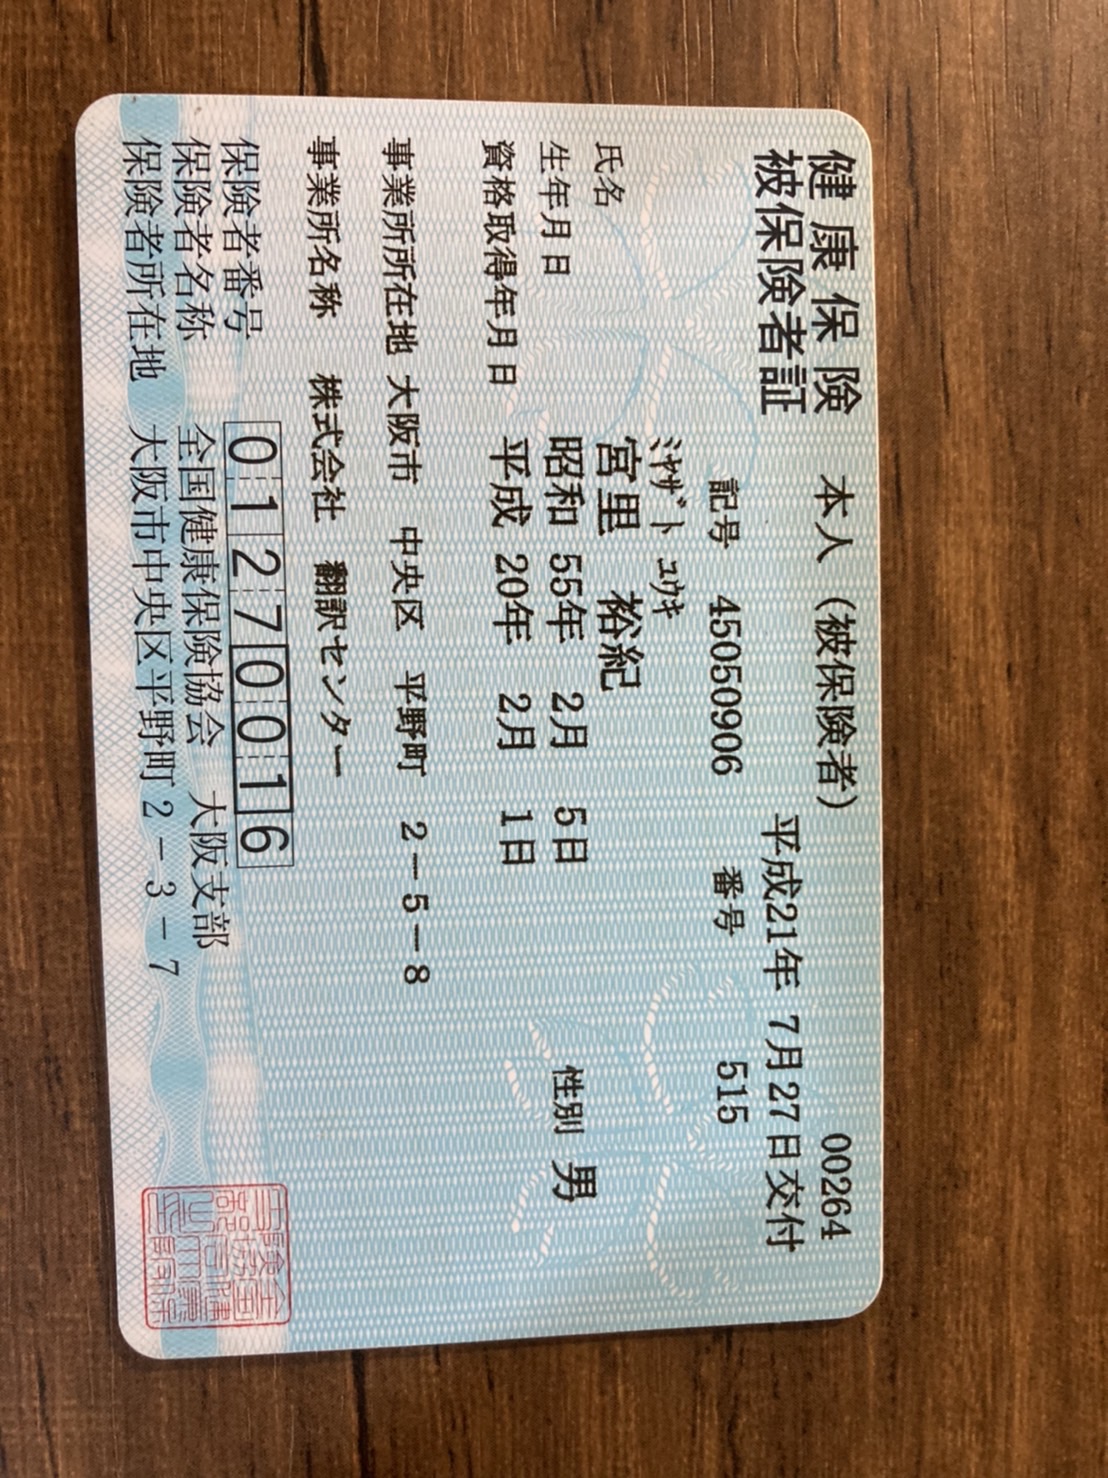 健康保険 本人（被保険者） 00264
被保険者証 平成21年 7月27日交付
記号 45050906 番号 515
ﾐﾔｻﾞﾄ ﾕｳｷ
氏名 宮里 裕紀
生年月日 昭和 55年 2月 5日 性別 男
資格取得年月日 平成 20年 2月 1日
事業所所在地 大阪市 中央区 平野町 2－5－8
事業所名称 株式会社 翻訳センター
保険者番号 01270016
保険者名称 全国健康保険協会 大阪支部
保険者所在地 大阪市中央区平野町2－3－7